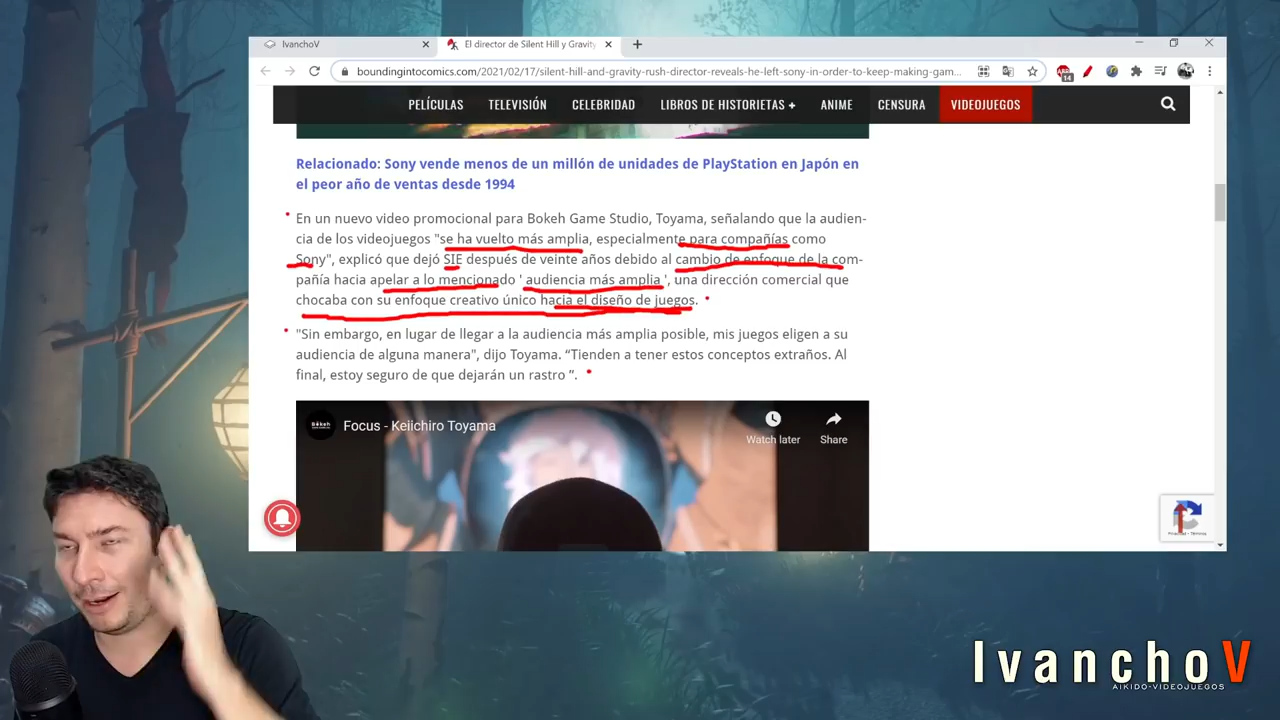 IvanchoV
El director de Silent Hill y Gravity
boundingintocomics.com/2021/02/17/silent-hill-and-gravity-rush-director-reveals-he-left-sony-in-order-to-keep-making-gam...
14
PELÍCULAS TELEVISIÓN CELEBRIDAD LIBROS DE HISTORIETAS + ANIME CENSURA VIDEOJUEGOS
Relacionado: Sony vende menos de un millón de unidades de PlayStation en Japón en
el peor año de ventas desde 1994
En un nuevo video promocional para Bokeh Game Studio, Toyama, señalando que la audien-
cia de los videojuegos "se ha vuelto más amplia, especialmente para compañías como
Sony", explicó que dejó SIE después de veinte años debido al cambio de enfoque de la com-
pañía hacia apelar a lo mencionado ' audiencia más amplia ', una dirección comercial que
chocaba con su enfoque creativo único hacia el diseño de juegos.
"Sin embargo, en lugar de llegar a la audiencia más amplia posible, mis juegos eligen a su
audiencia de alguna manera", dijo Toyama. “Tienden a tener estos conceptos extraños. Al
final, estoy seguro de que dejarán un rastro ”.
Bokeh
Focus - Keiichiro Toyama
Watch later
Share
Privacidad - Términos
IvanchoV
AIKIDO-VIDEOJUEGOS